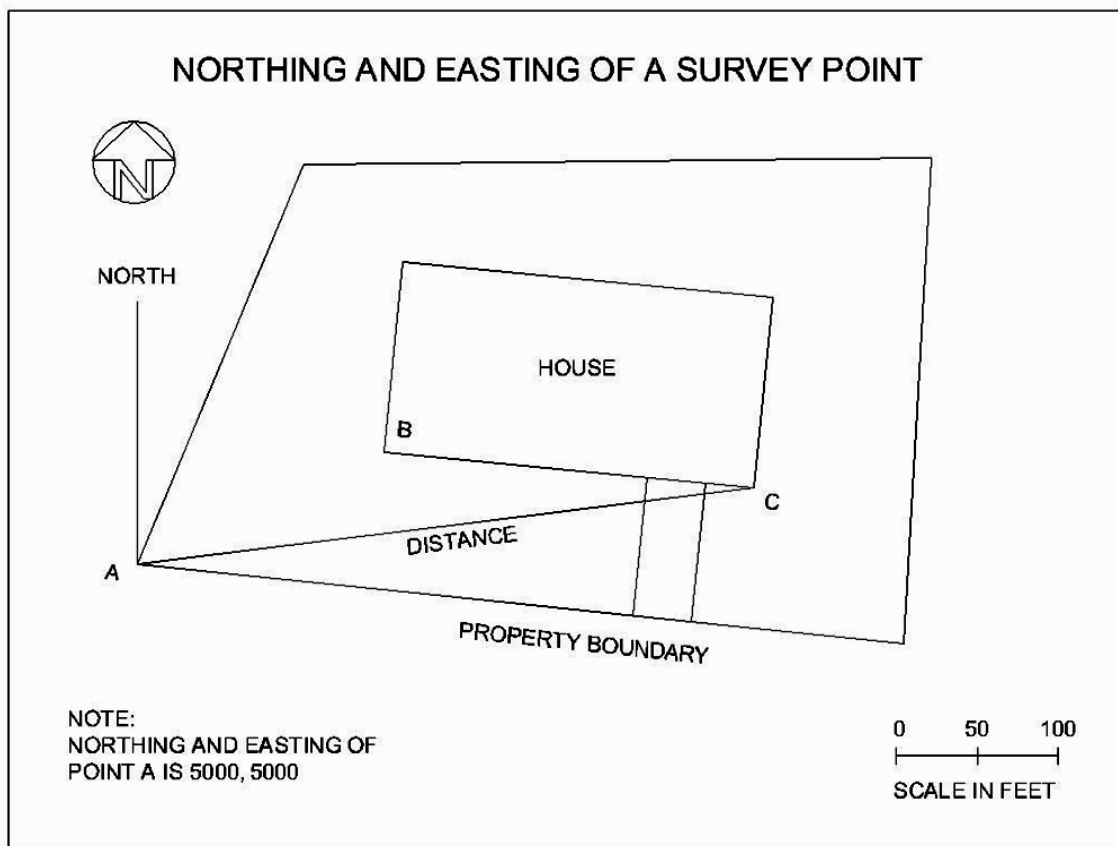 NORTHING AND EASTING OF A SURVEY POINT
N
NORTH
HOUSE
B
C
DISTANCE
A
PROPERTY BOUNDARY
NOTE:
NORTHING AND EASTING OF
POINT A IS 5000, 5000
0 50 100
SCALE IN FEET